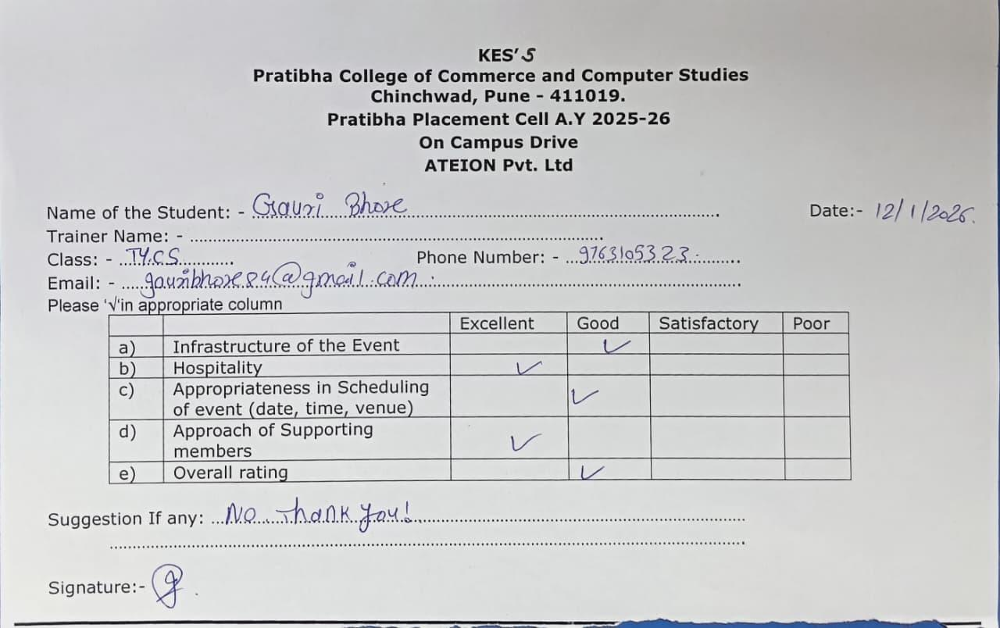 KES'S
Pratibha College of Commerce and Computer Studies
Chinchwad, Pune - 411019.
Pratibha Placement Cell A.Y 2025-26
On Campus Drive
ATEION Pvt. Ltd
Name of the Student: - Gauri Bhore Date:- 12/1/2026.
Trainer Name: -
Class: - T.Y.C.S. Phone Number: - 9763105323.
Email: - gauribhore84@gmail.com.
Please '√'in appropriate column
Excellent Good Satisfactory Poor
a) Infrastructure of the Event ✓
b) Hospitality ✓
c) Appropriateness in Scheduling
of event (date, time, venue) ✓
d) Approach of Supporting
members ✓
e) Overall rating ✓
Suggestion If any: No Thank you!
Signature:-